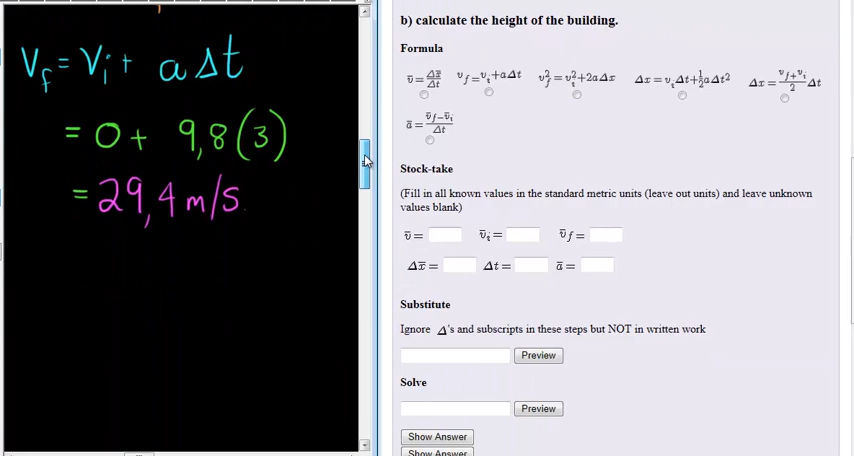 Vf = Vi + a Δt
= 0 + 9,8 (3)
= 29,4 m/s
b) calculate the height of the building.
Formula
v̄ = Δx̄/Δt  vf = vi + aΔt  vf² = vi² + 2aΔx  Δx = viΔt + ½aΔt²  Δx = (vf + vi)/2 Δt
ā = (v̄f − v̄i)/Δt
Stock-take
(Fill in all known values in the standard metric units (leave out units) and leave unknown
values blank)
v̄ =  v̄i =  v̄f =
Δx̄ =  Δt =  ā =
Substitute
Ignore Δ's and subscripts in these steps but NOT in written work
Preview
Solve
Preview
Show Answer
Show Answer